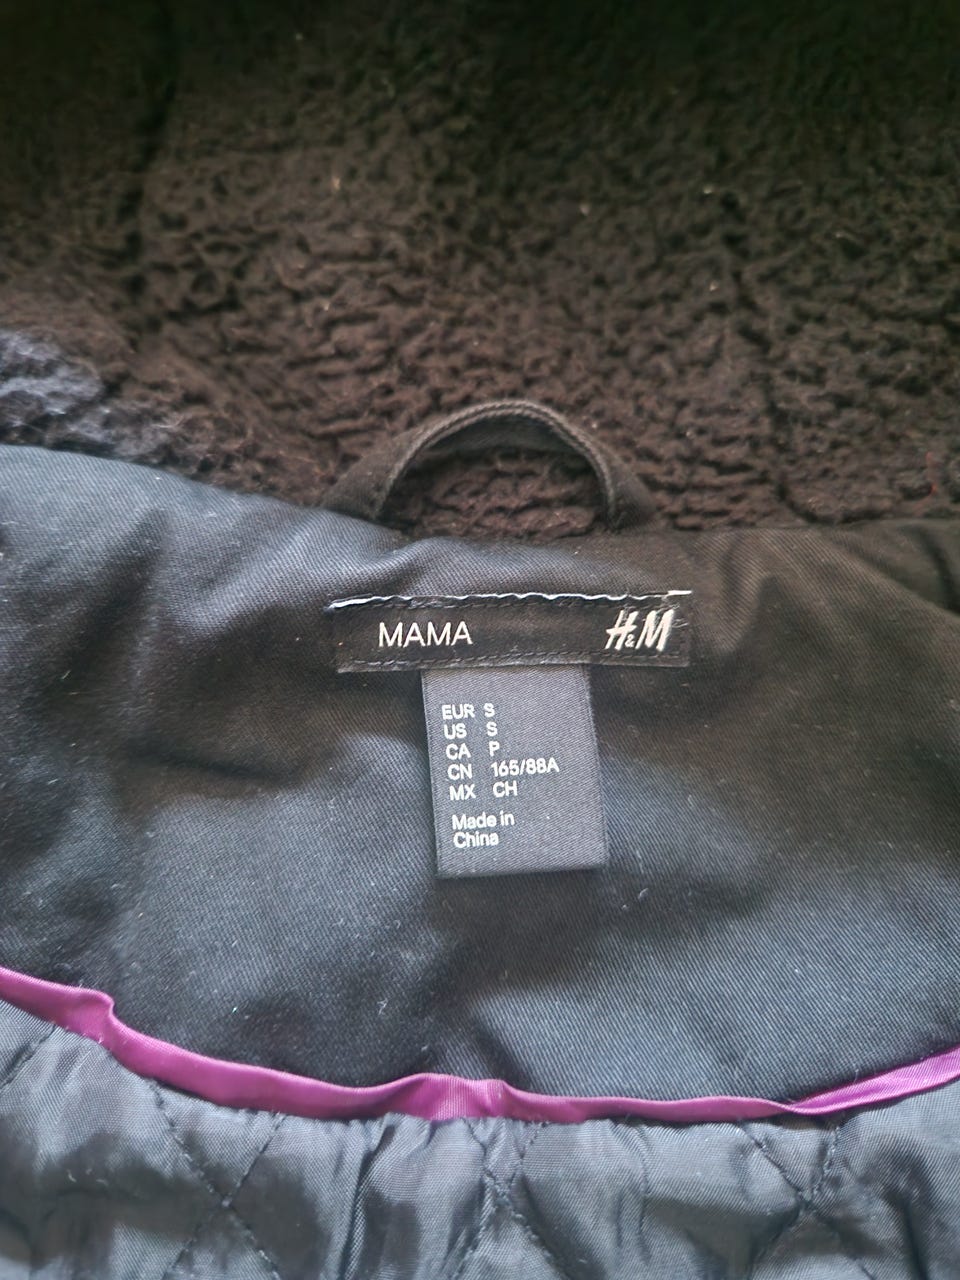 MAMA H&M
EUR S
US S
CA P
CN 165/88A
MX CH
Made in
China